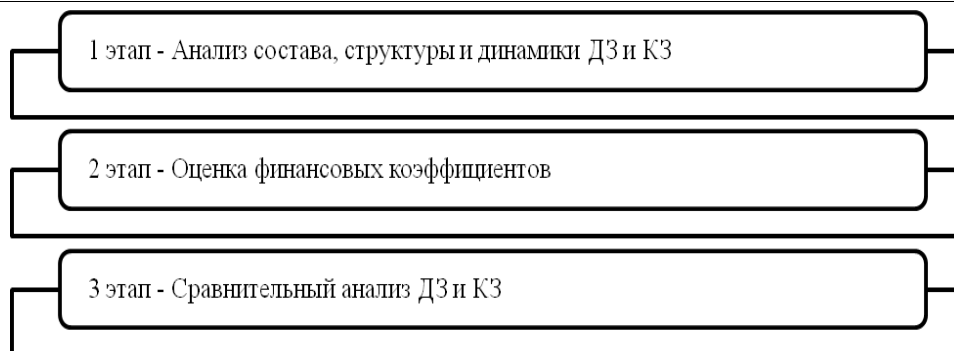 1 этап - Анализ состава, структуры и динамики ДЗ и КЗ
2 этап - Оценка финансовых коэффициентов
3 этап - Сравнительный анализ ДЗ и КЗ